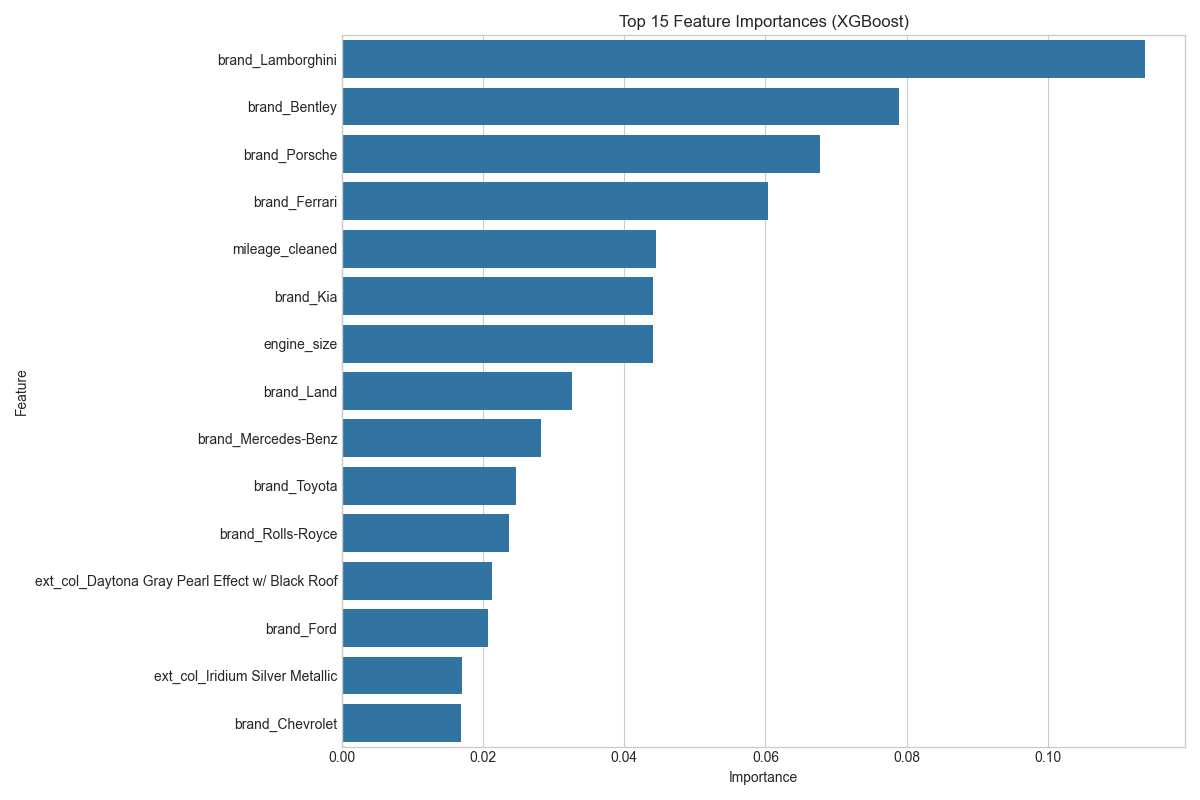 Top 15 Feature Importances (XGBoost)
Feature
brand_Lamborghini
brand_Bentley
brand_Porsche
brand_Ferrari
mileage_cleaned
brand_Kia
engine_size
brand_Land
brand_Mercedes-Benz
brand_Toyota
brand_Rolls-Royce
ext_col_Daytona Gray Pearl Effect w/ Black Roof
brand_Ford
ext_col_Iridium Silver Metallic
brand_Chevrolet
0.00 0.02 0.04 0.06 0.08 0.10
Importance